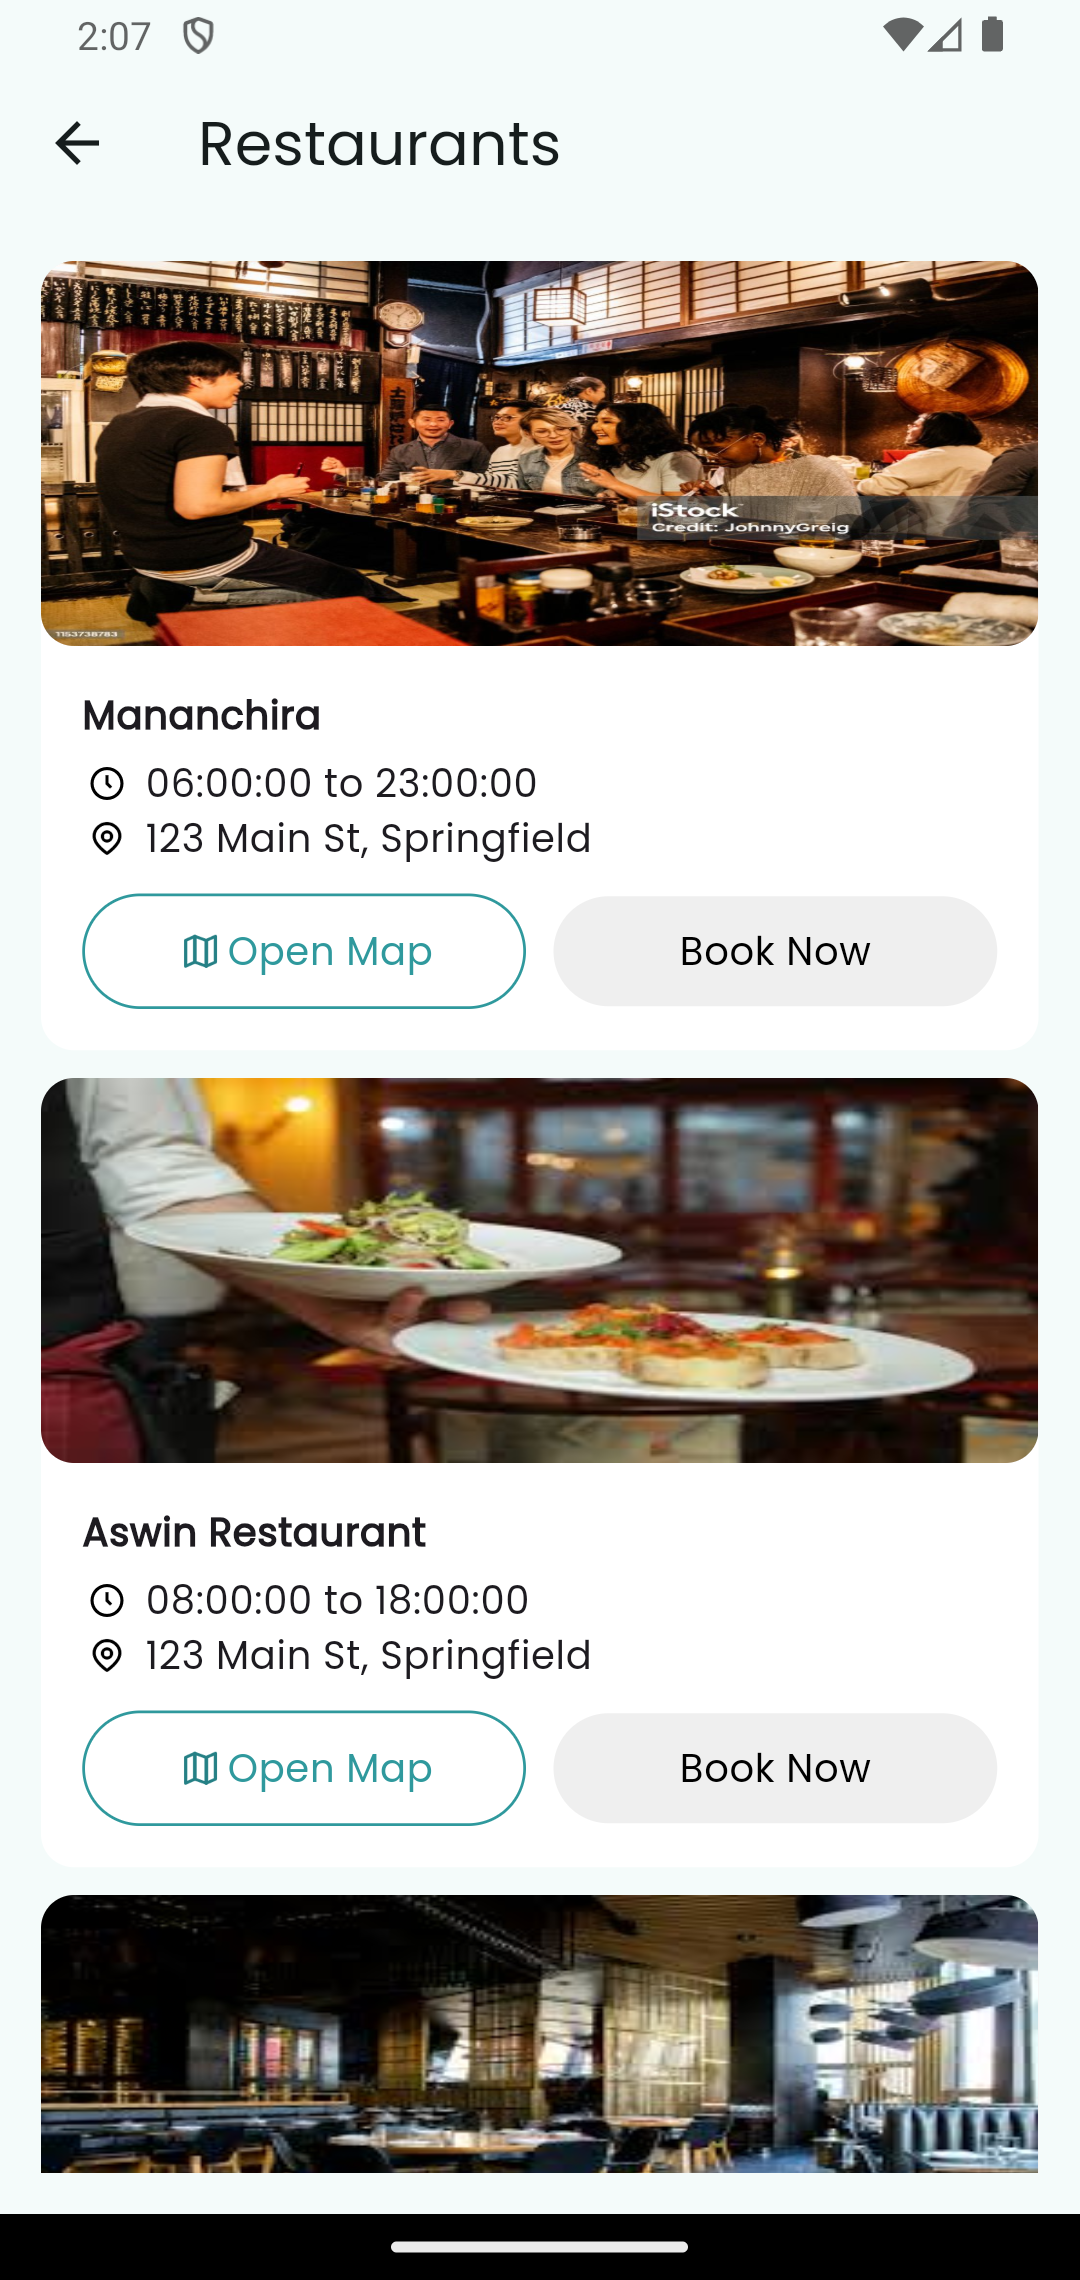 2:07
Restaurants
iStock
Credit: JohnnyGreig
1153738783
Mananchira
06:00:00 to 23:00:00
123 Main St, Springfield
Open Map
Book Now
Aswin Restaurant
08:00:00 to 18:00:00
123 Main St, Springfield
Open Map
Book Now